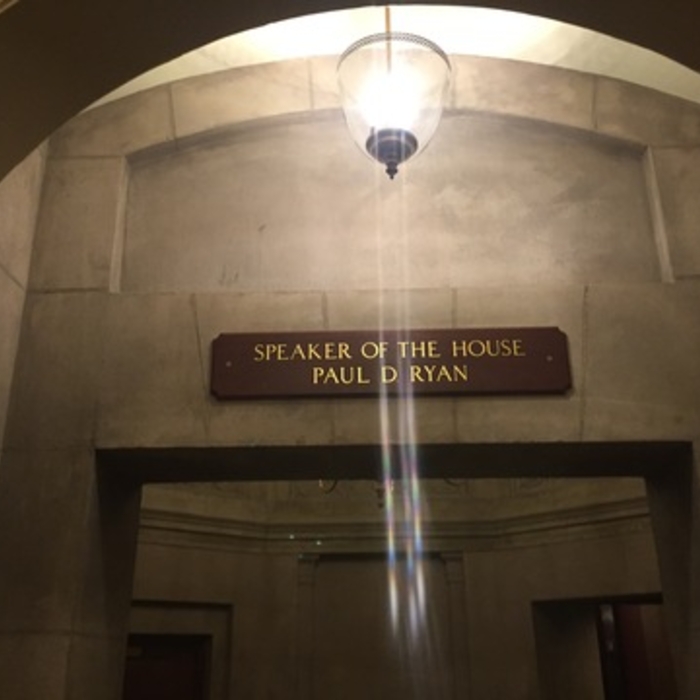 SPEAKER OF THE HOUSE
PAUL D RYAN